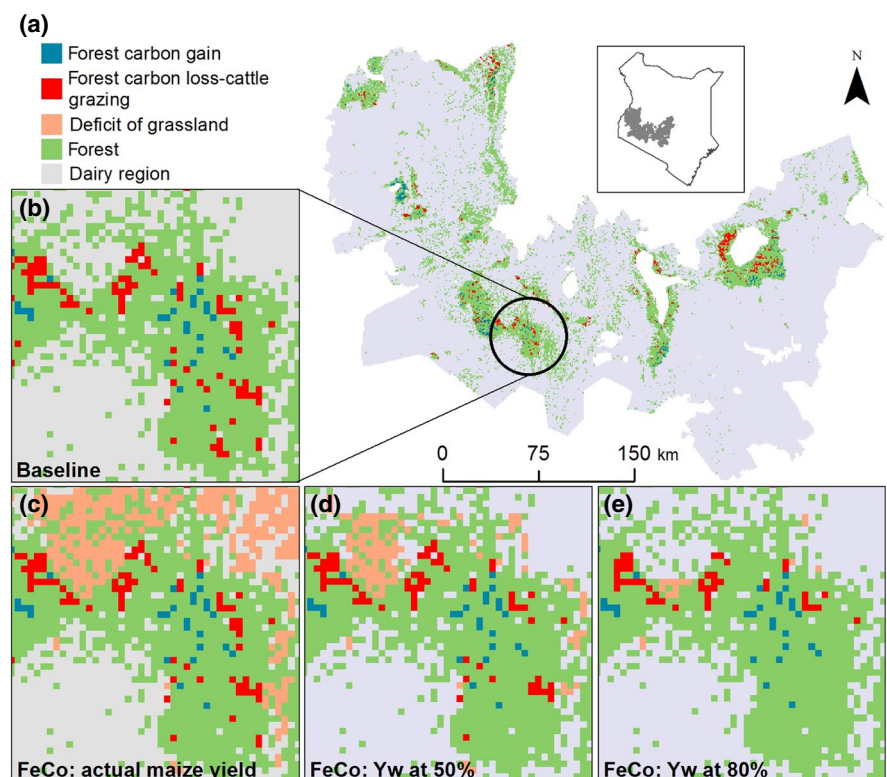 (a)
Forest carbon gain
Forest carbon loss-cattle
grazing
Deficit of grassland
Forest
Dairy region
N
(b)
Baseline
0 75 150 km
(c)
FeCo: actual maize yield
(d)
FeCo: Yw at 50%
(e)
FeCo: Yw at 80%